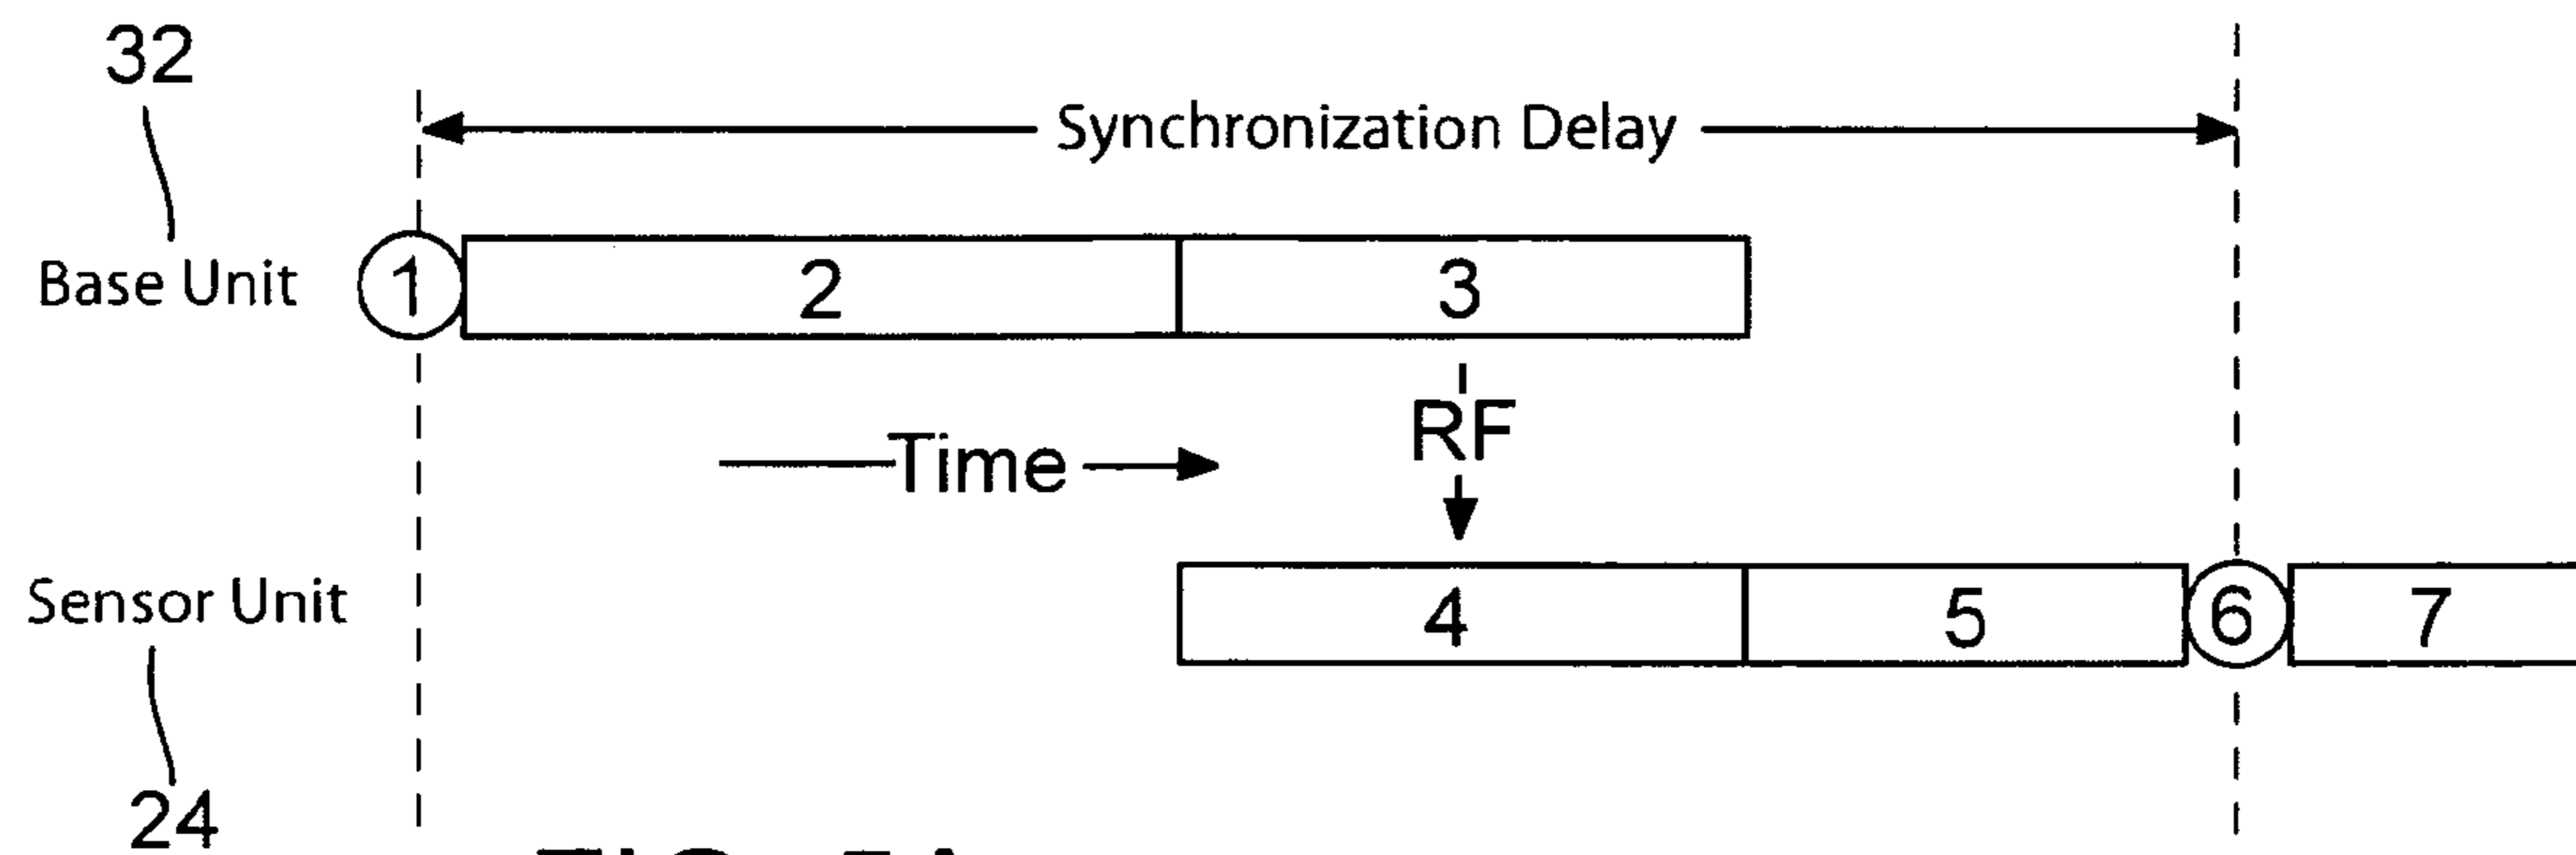 32
Synchronization Delay
Base Unit
1
2
3
RF
Time
Sensor Unit
4
5
6
7
24